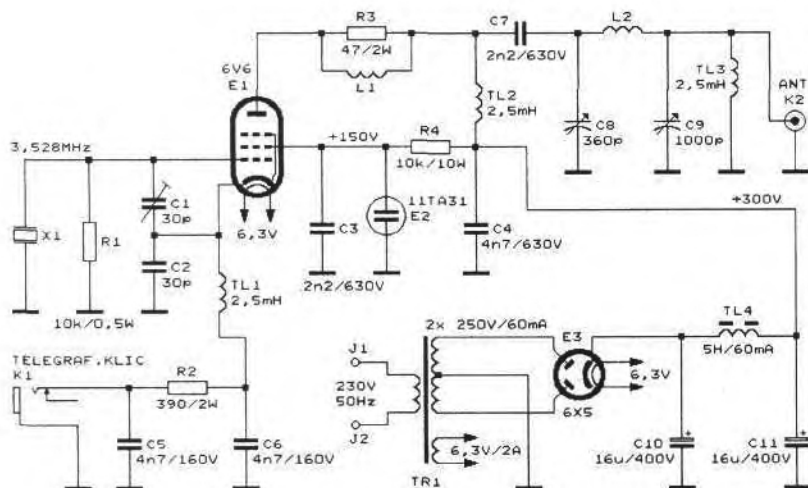 R3
47/2W
L1
C7
2n2/630V
L2
6V6
E1
TL2
2,5mH
TL3
2,5mH
ANT
K2
C8
360p
C9
1000p
+150V
R4
10k/10W
3,528MHz
C1
30p
11TA31
E2
+300V
X1
R1
6,3V
C3
C4
4n7/630V
C2
30p
TL1
2,5mH
2n2/630V
10k/0,5W
2x 250V/60mA
E3
TL4
5H/60mA
TELEGRAF.KLIC
K1
R2
390/2W
J1
230V
50Hz
J2
6,3V
6X5
C5
4n7/160V
C6
4n7/160V
6,3V/2A
TR1
C10
16u/400V
C11
16u/400V
+
+